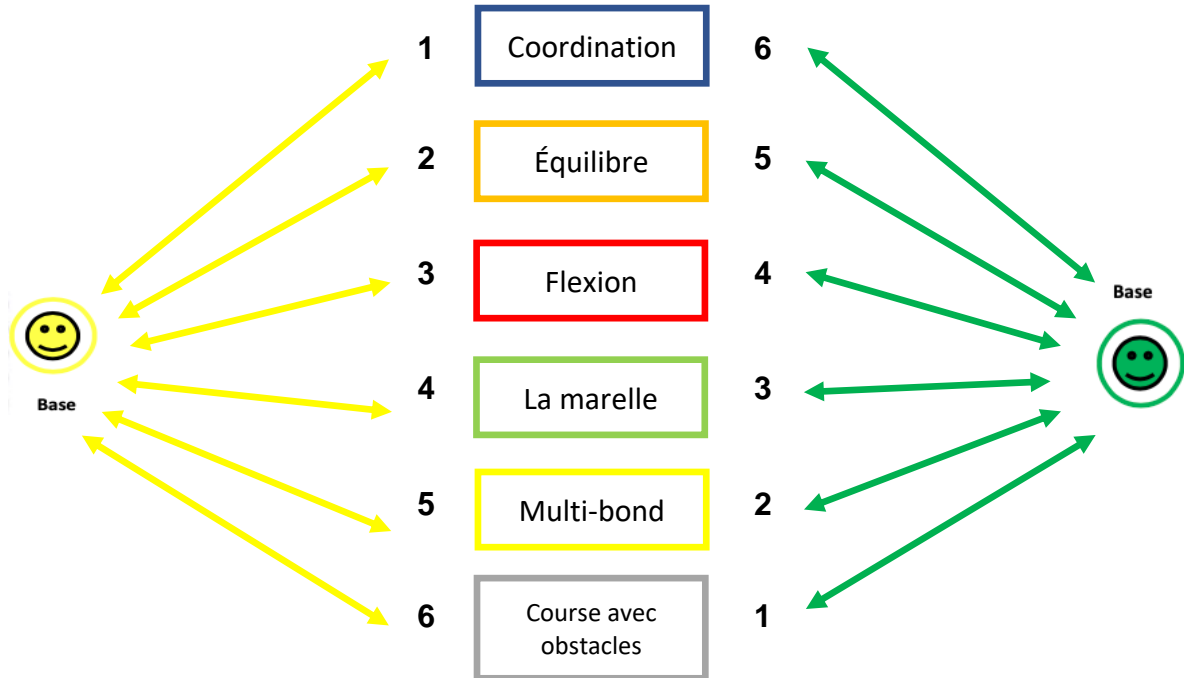 1 Coordination 6
2 Équilibre 5
3 Flexion 4
Base
Base
4 La marelle 3
5 Multi-bond 2
6 Course avec 1
obstacles